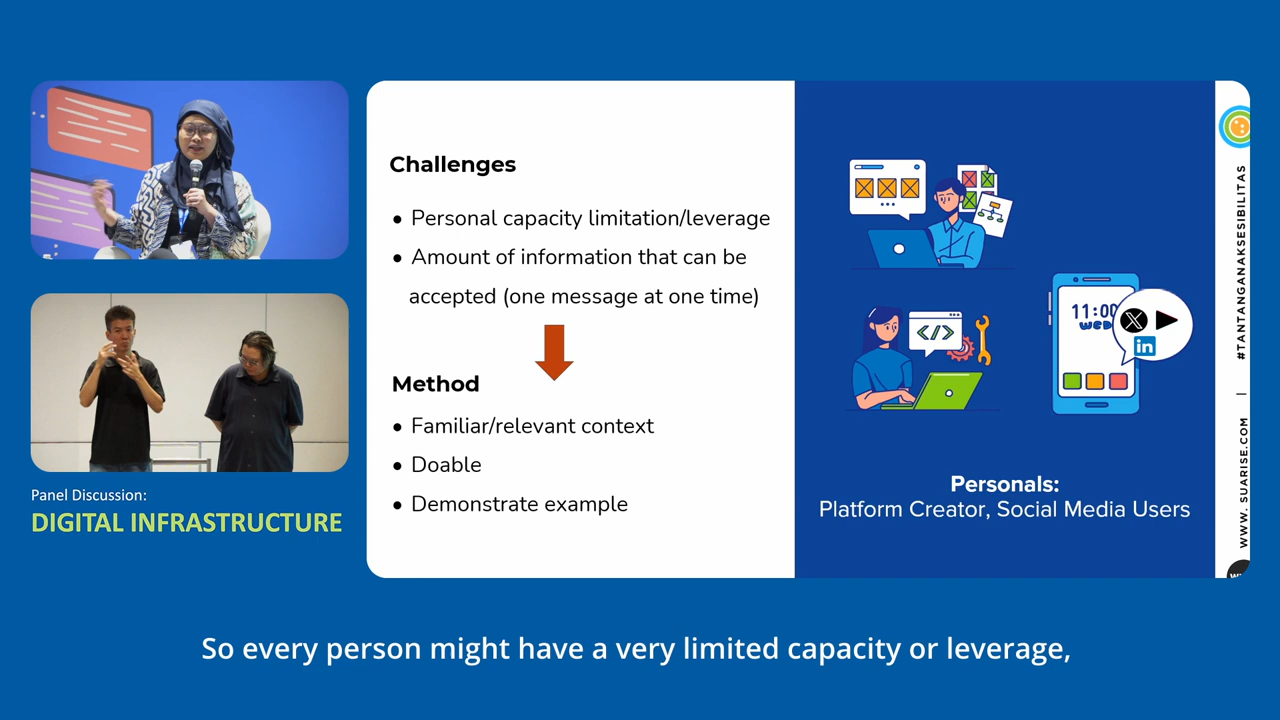 Panel Discussion:
DIGITAL INFRASTRUCTURE
Challenges
• Personal capacity limitation/leverage
• Amount of information that can be
accepted (one message at one time)
Method
• Familiar/relevant context
• Doable
• Demonstrate example
11:00
WED
X
in
</>
Personals:
Platform Creator, Social Media Users
WWW. SUARISE.COM | #TANTANGANAKSESIBILITAS
So every person might have a very limited capacity or leverage,